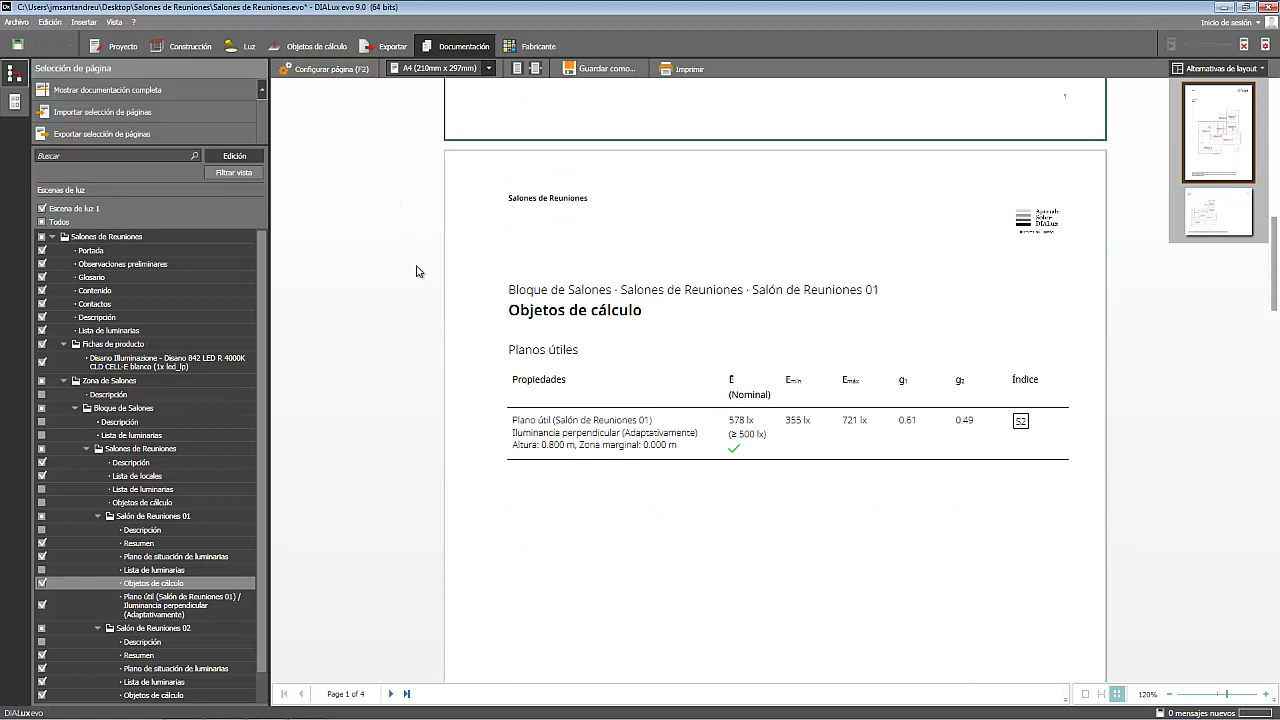 C:\Users\jmsantandreu\Desktop\Salones de Reuniones\Salones de Reuniones.evo* - DIALux evo 9.0 (64 bits)
Archivo Edición Insertar Vista ?
Inicio de sesión
Proyecto Construcción Luz Objetos de cálculo Exportar Documentación Fabricante
Selección de página
Configurar página (F2) A4 (210mm x 297mm) Guardar como... Imprimir
Alternativas de layout
Mostrar documentación completa
Importar selección de páginas
Exportar selección de páginas
Buscar
Edición
Filtrar vista
Escenas de luz
Escena de luz 1
Todos
Salones de Reuniones
· Portada
· Observaciones preliminares
· Glosario
· Contenido
· Contactos
· Descripción
· Lista de luminarias
Fichas de producto
· Disano Illuminazione - Disano 842 LED R 4000K
CLD CELL-E blanco (1x led_lp)
Zona de Salones
· Descripción
Bloque de Salones
· Descripción
· Lista de luminarias
Salones de Reuniones
· Descripción
· Lista de locales
· Lista de luminarias
· Objetos de cálculo
Salón de Reuniones 01
· Descripción
· Resumen
· Plano de situación de luminarias
· Lista de luminarias
· Objetos de cálculo
· Plano útil (Salón de Reuniones 01) /
Iluminancia perpendicular
(Adaptativamente)
Salón de Reuniones 02
· Descripción
· Resumen
· Plano de situación de luminarias
· Lista de luminarias
· Objetos de cálculo
1
Salones de Reuniones
Aprende
Sobre
DIALux
Bloque de Salones · Salones de Reuniones · Salón de Reuniones 01
Objetos de cálculo
Planos útiles
Propiedades Ē Emín Emáx g1 g2 Índice
(Nominal)
Plano útil (Salón de Reuniones 01) 578 lx 355 lx 721 lx 0.61 0.49 S2
Iluminancia perpendicular (Adaptativamente) (≥ 500 lx)
Altura: 0.800 m, Zona marginal: 0.000 m
Page 1 of 4
120%
DIALux evo
0 mensajes nuevos